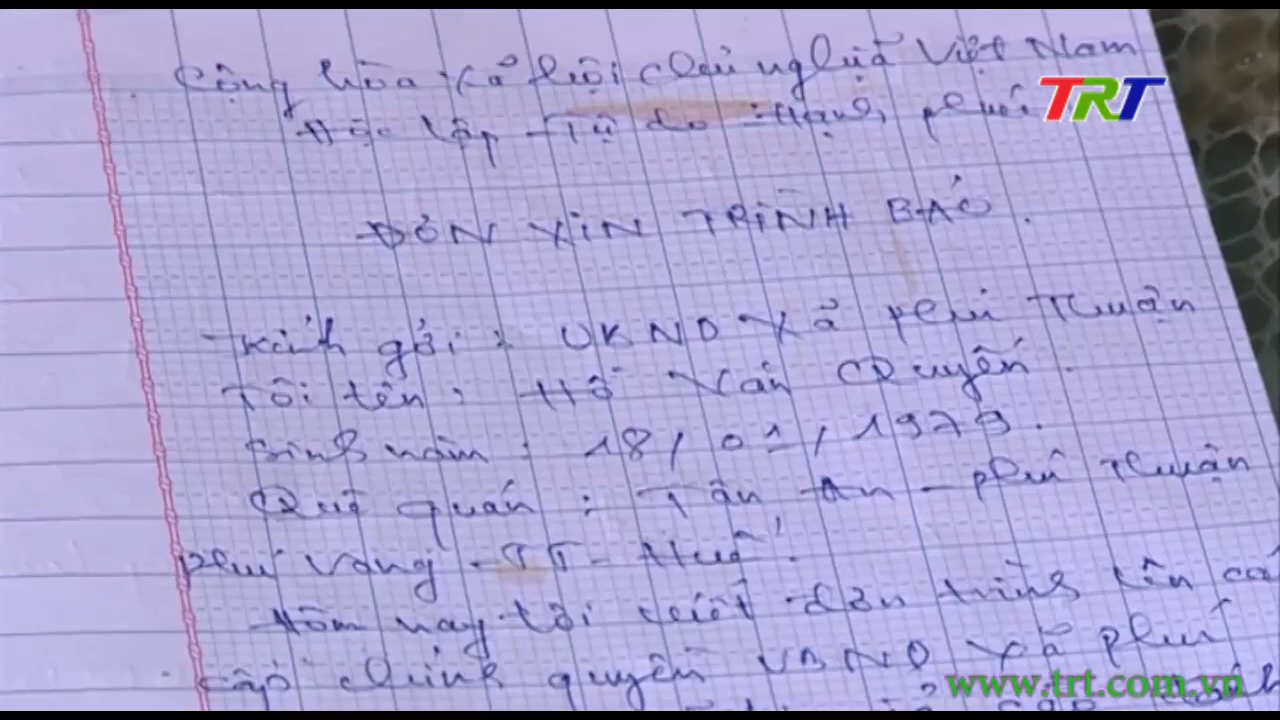 Cộng hòa xã hội chủ nghĩa Việt Nam
TRT
Độc lập - Tự do - Hạnh phúc
ĐƠN XIN TRÌNH BÁO.
Kính gởi: UKND xã phú Thuận
Tôi tên: Hồ Văn Quyến.
Sinh năm: 18/01/1979.
Quê quán: Tân An - phú Thuận
phú Vang - TT - Huế.
Hôm nay tôi viết đơn trình lên các
cấp chính quyền UBND xã phú
www.trt.com.vn